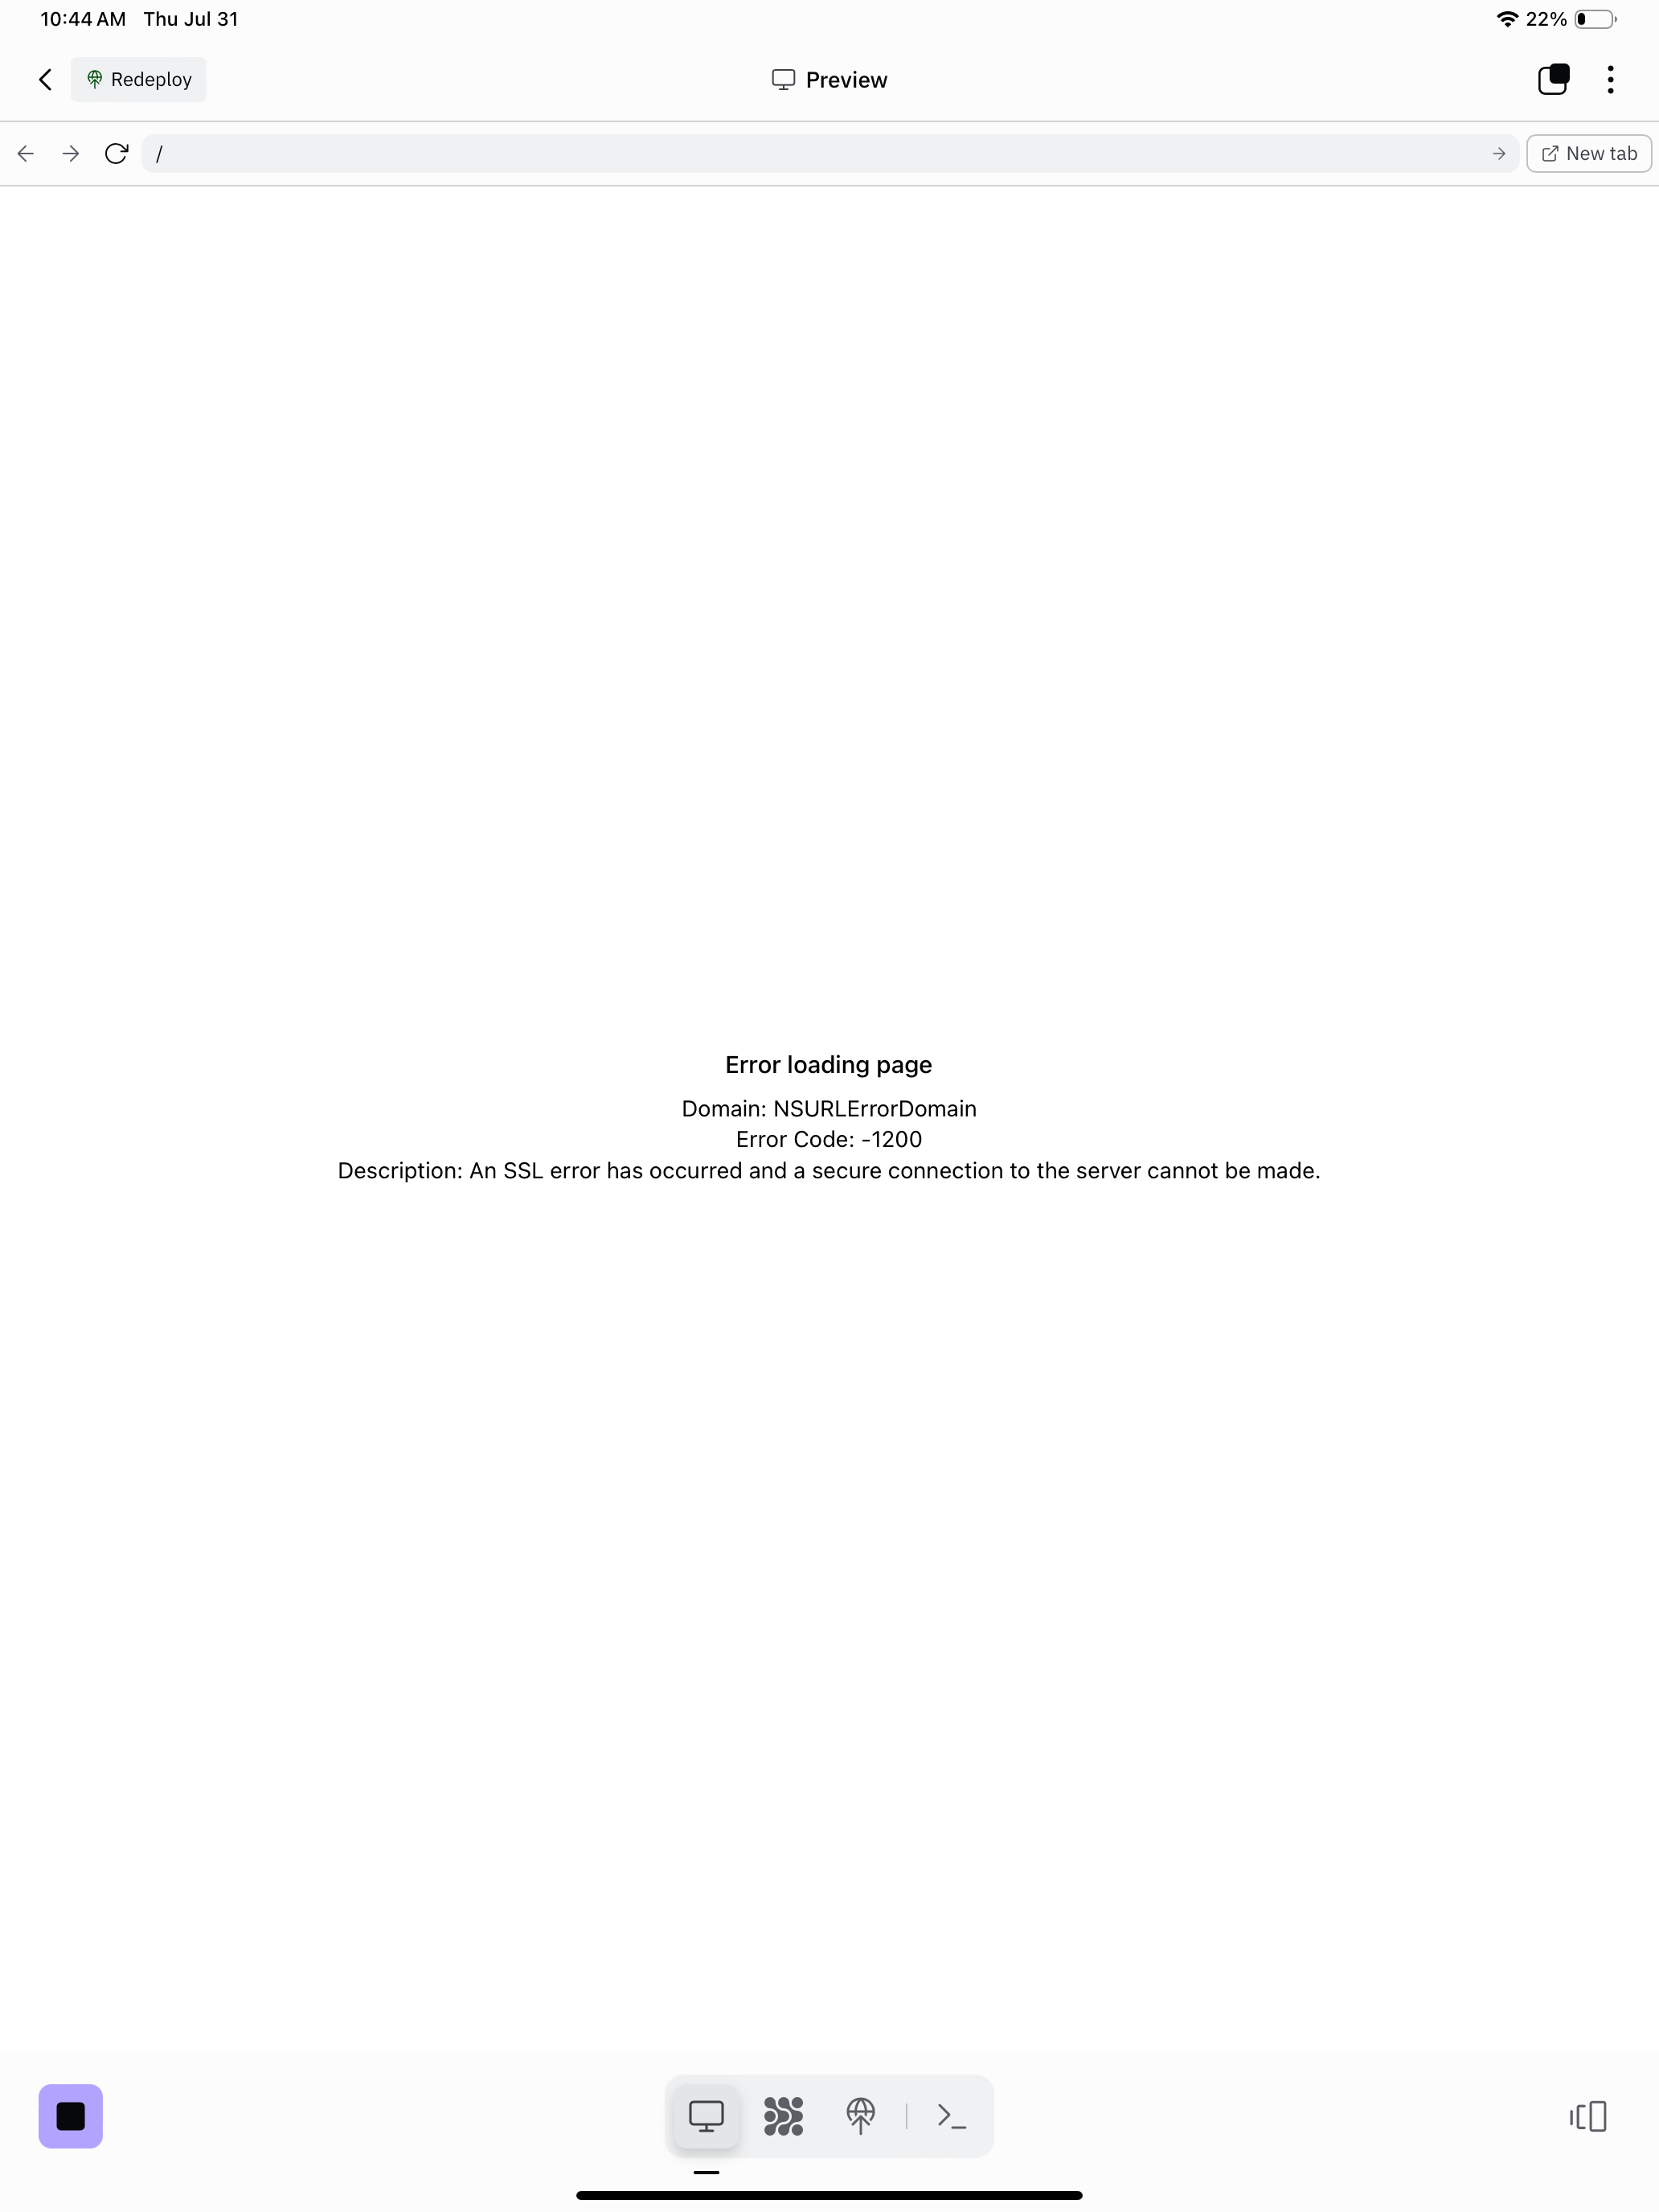 10:44 AM Thu Jul 31
22%
Redeploy
Preview
/
New tab
Error loading page
Domain: NSURLErrorDomain
Error Code: -1200
Description: An SSL error has occurred and a secure connection to the server cannot be made.